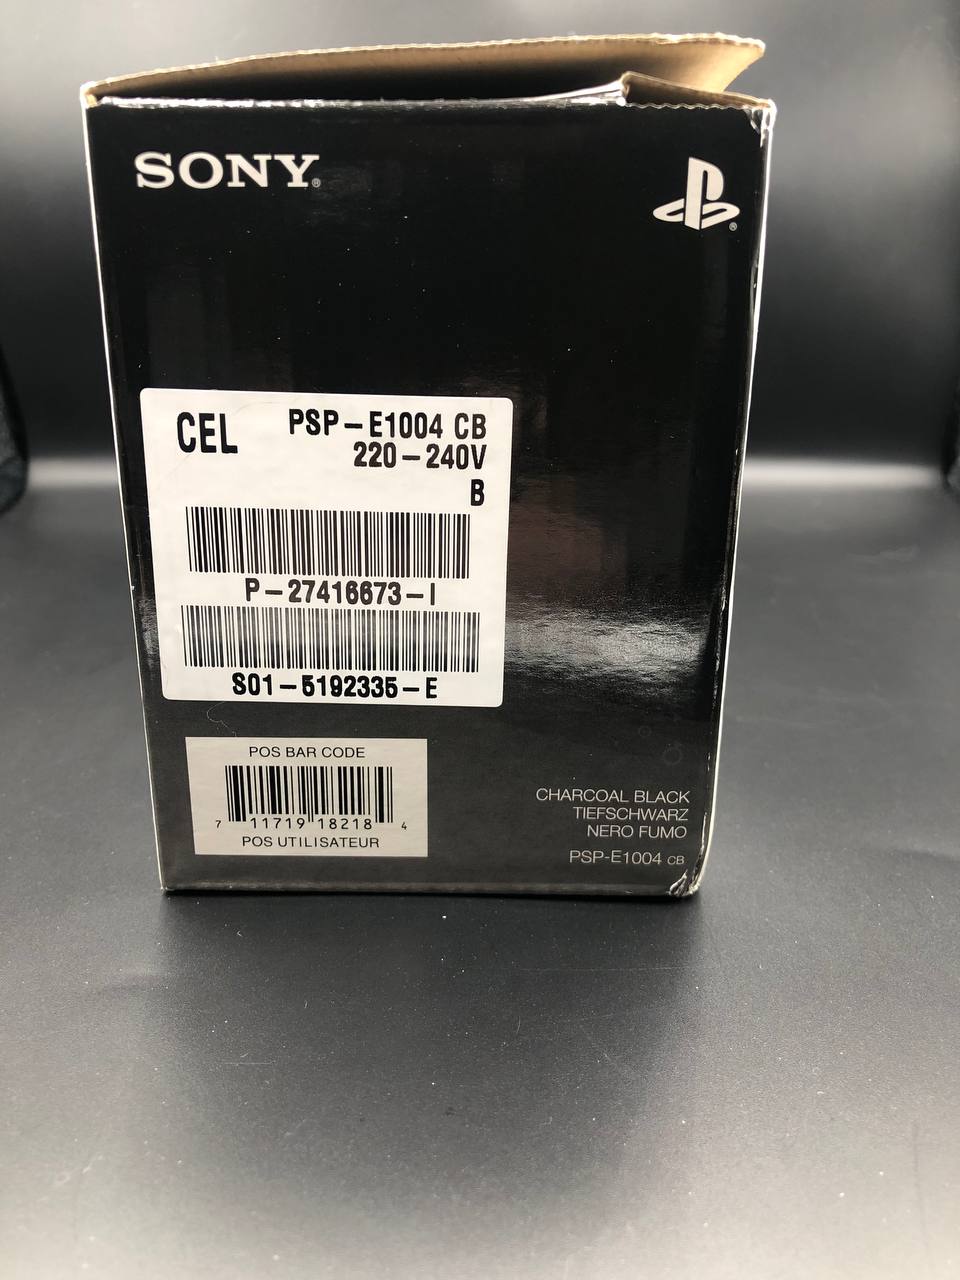 SONY®
CEL
PSP-E1004 CB
220-240V
B
P-27416673-I
S01-5192335-E
POS BAR CODE
7 11719 18218 4
POS UTILISATEUR
CHARCOAL BLACK
TIEFSCHWARZ
NERO FUMO
PSP-E1004 CB